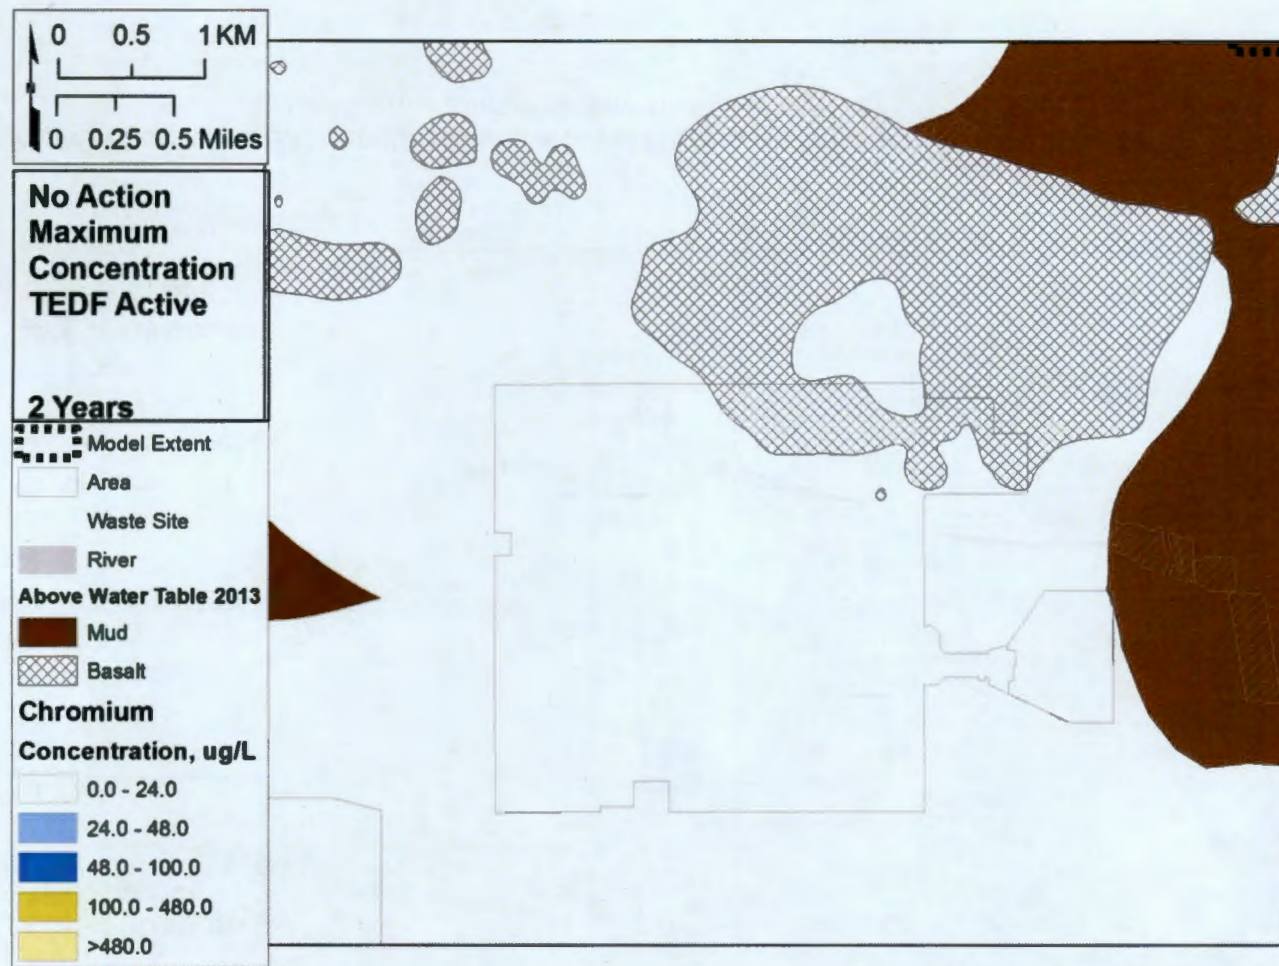 0 0.5 1 KM
0 0.25 0.5 Miles
No Action
Maximum
Concentration
TEDF Active
2 Years
Model Extent
Area
Waste Site
River
Above Water Table 2013
Mud
Basalt
Chromium
Concentration, ug/L
0.0 - 24.0
24.0 - 48.0
48.0 - 100.0
100.0 - 480.0
>480.0